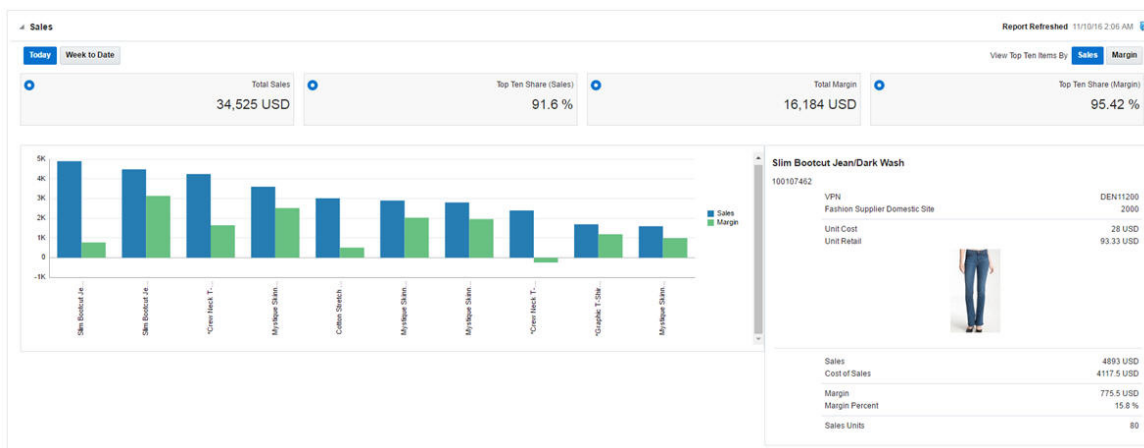 Sales
Report Refreshed 11/10/16 2:06 AM
Today Week to Date
View Top Ten Items By Sales Margin
Total Sales
34,525 USD
Top Ten Share (Sales)
91.6 %
Total Margin
16,184 USD
Top Ten Share (Margin)
95.42 %
5K
4K
3K
2K
1K
0
-1K
Sales
Margin
Slim Bootcut Je...
Slim Bootcut Je...
*Crew Neck T-...
Mystique Skinn...
Cotton Stretch ...
Mystique Skinn...
Mystique Skinn...
*Crew Neck T-...
*Graphic T-Shir...
Mystique Skinn...
Slim Bootcut Jean/Dark Wash
100107462
VPN DEN11200
Fashion Supplier Domestic Site 2000
Unit Cost 28 USD
Unit Retail 93.33 USD
Sales 4893 USD
Cost of Sales 4117.5 USD
Margin 775.5 USD
Margin Percent 15.8 %
Sales Units 80